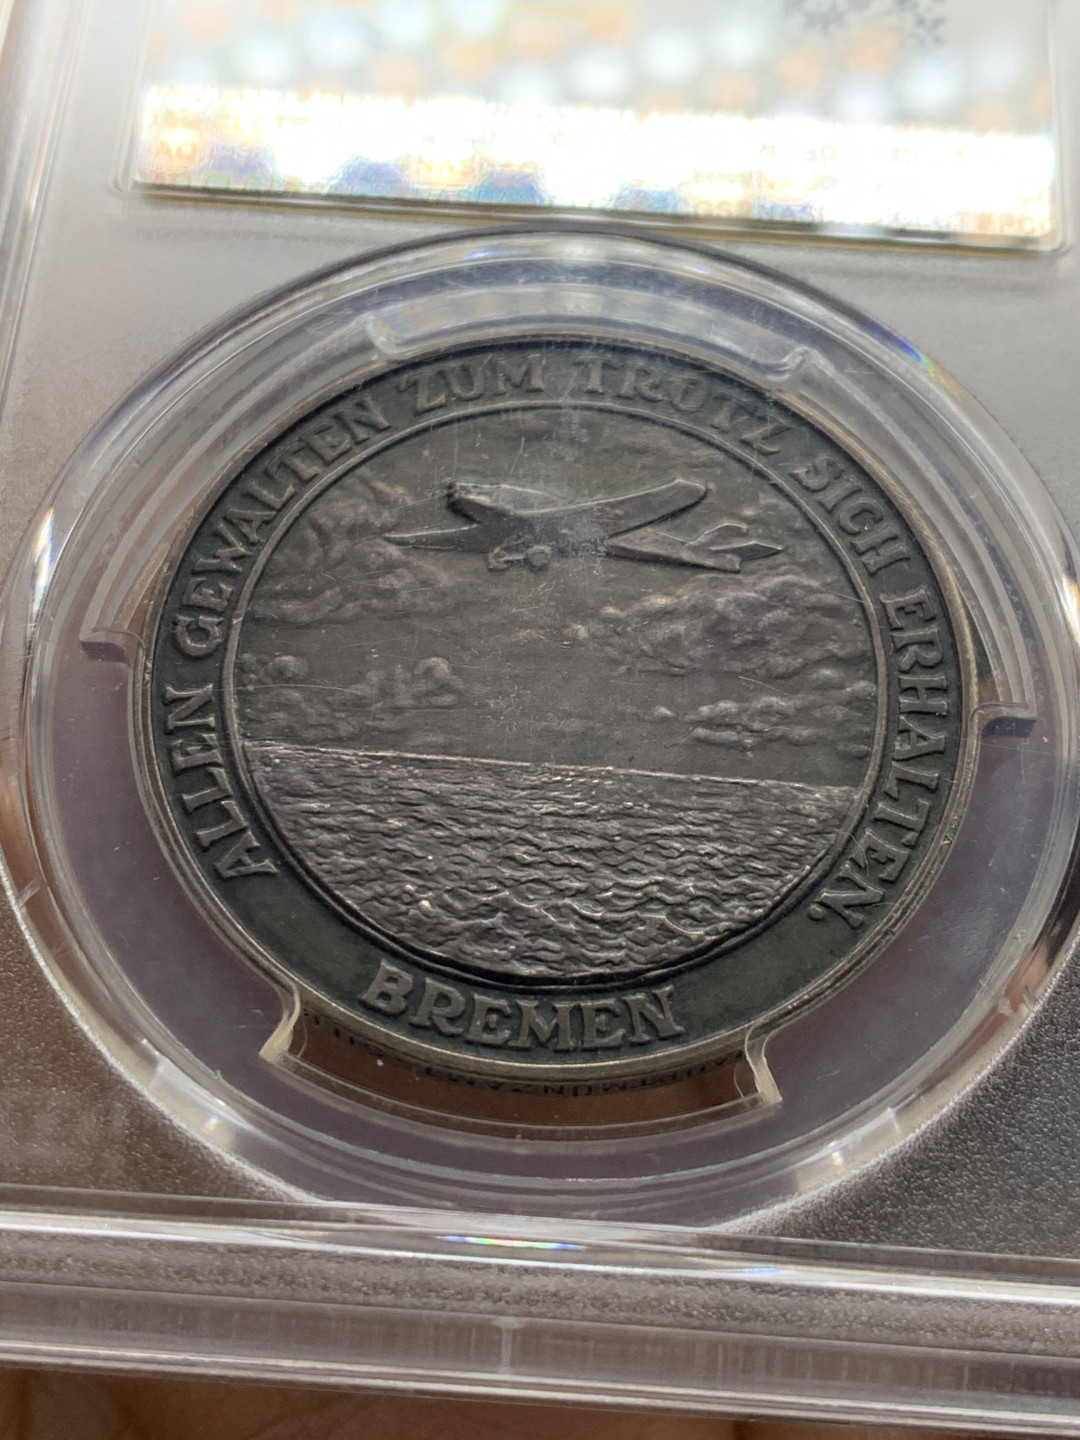 ALLEN GEWALTEN ZUM TRUTZ SICH ERHALTEN.
BREMEN